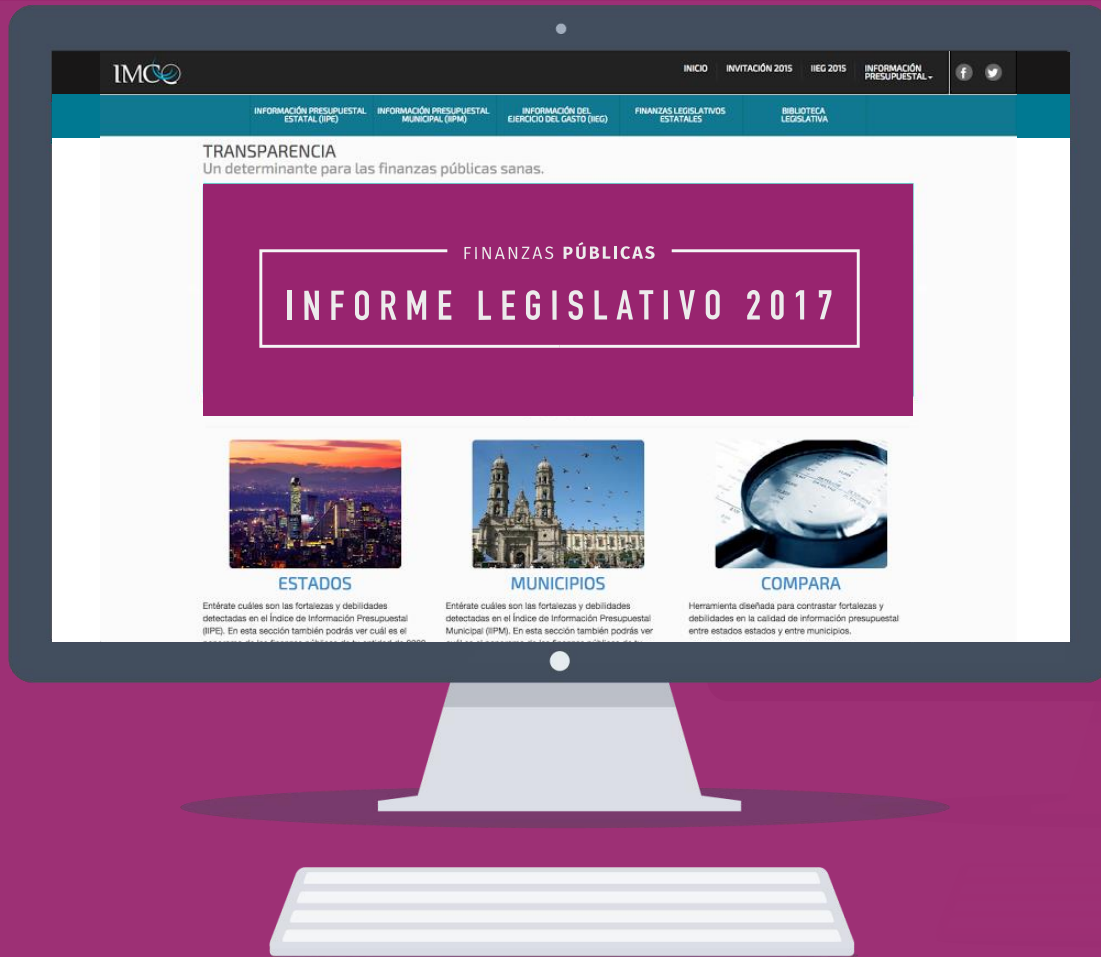 IMCO
INICIO INVITACIÓN 2015 IIEG 2015 INFORMACIÓN
PRESUPUESTAL
INFORMACIÓN PRESUPUESTAL
ESTATAL (IIPE)
INFORMACIÓN PRESUPUESTAL
MUNICIPAL (IIPM)
INFORMACIÓN DEL
EJERCICIO DEL GASTO (IIEG)
FINANZAS LEGISLATIVOS
ESTATALES
BIBLIOTECA
LEGISLATIVA
TRANSPARENCIA
Un determinante para las finanzas públicas sanas.
FINANZAS PÚBLICAS
INFORME LEGISLATIVO 2017
ESTADOS
Entérate cuáles son las fortalezas y debilidades
detectadas en el Índice de Información Presupuestal
(IIPE). En esta sección también podrás ver cuál es el
MUNICIPIOS
Entérate cuáles son las fortalezas y debilidades
detectadas en el Índice de Información Presupuestal
Municipal (IIPM). En esta sección también podrás ver
COMPARA
Herramienta diseñada para contrastar fortalezas y
debilidades en la calidad de información presupuestal
entre estados estados y entre municipios.